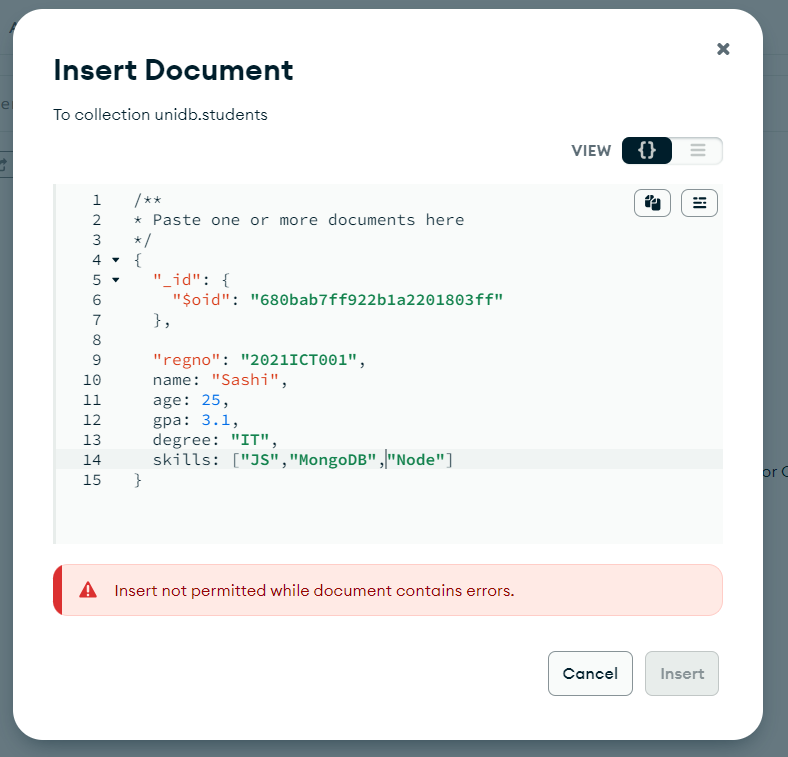 Insert Document
To collection unidb.students
VIEW {}
1 /**
2 * Paste one or more documents here
3 */
4 {
5 "_id": {
6 "$oid": "680bab7ff922b1a2201803ff"
7 },
8
9 "regno": "2021ICT001",
10 name: "Sashi",
11 age: 25,
12 gpa: 3.1,
13 degree: "IT",
14 skills: ["JS","MongoDB","Node"]
15 }
Insert not permitted while document contains errors.
Cancel Insert
or